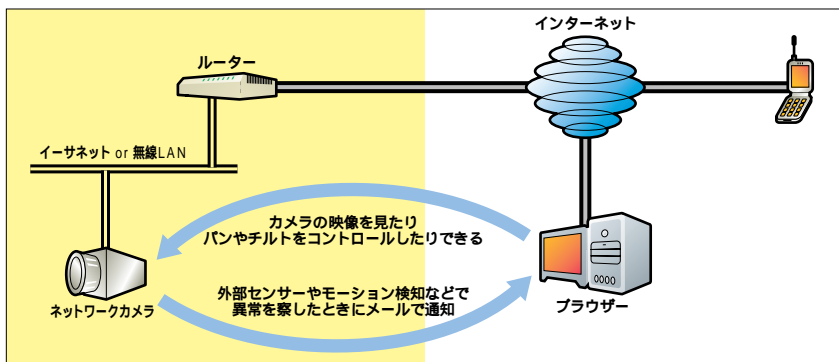 インターネット
ルーター
イーサネット or 無線LAN
カメラの映像を見たり
パンやチルトをコントロールしたりできる
外部センサーやモーション検知などで
異常を察したときにメールで通知
ネットワークカメラ
ブラウザー